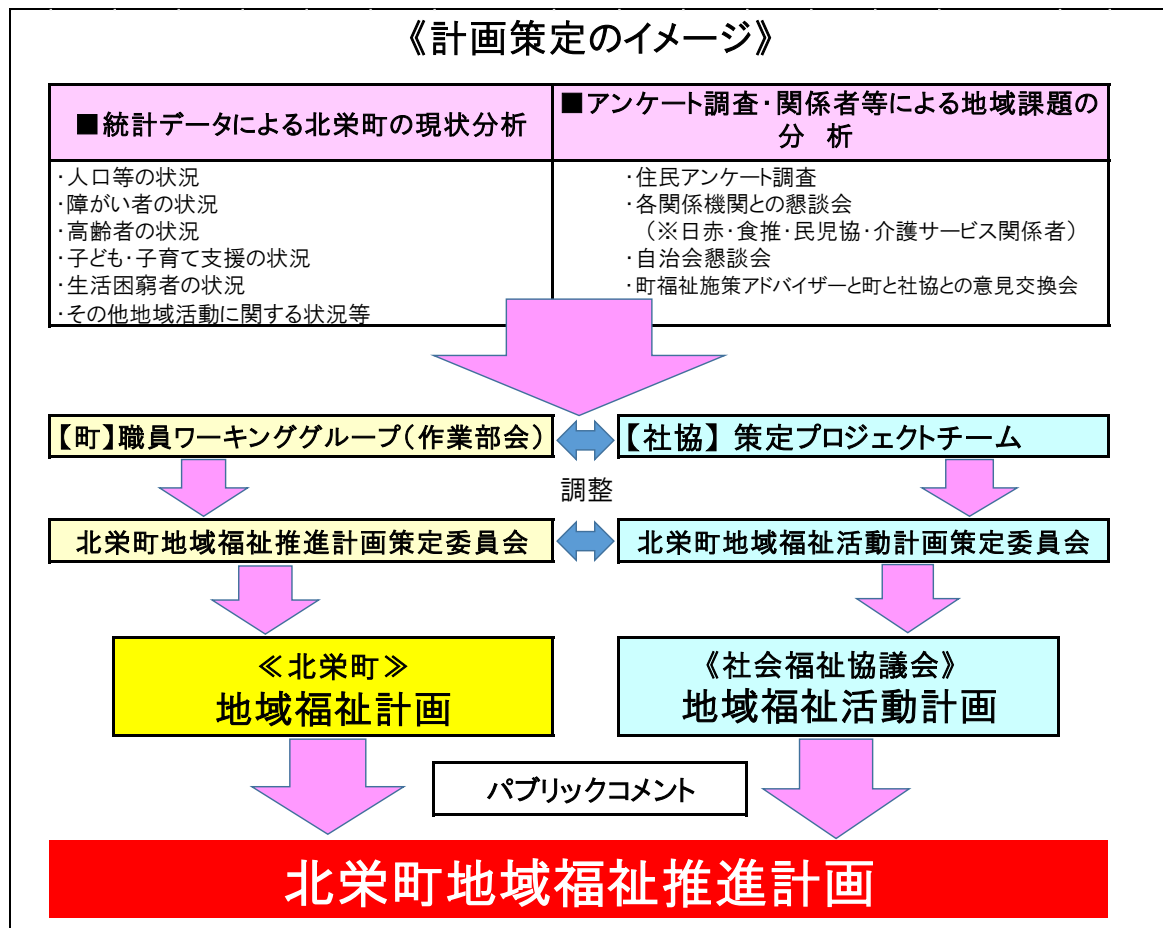 《計画策定のイメージ》
■統計データによる北栄町の現状分析
■アンケート調査・関係者等による地域課題の
分　析
・人口等の状況
・障がい者の状況
・高齢者の状況
・子ども・子育て支援の状況
・生活困窮者の状況
・その他地域活動に関する状況等
・住民アンケート調査
・各関係機関との懇談会
（※日赤・食推・民児協・介護サービス関係者）
・自治会懇談会
・町福祉施策アドバイザーと町と社協との意見交換会
【町】職員ワーキンググループ（作業部会）
【社協】 策定プロジェクトチーム
調整
北栄町地域福祉推進計画策定委員会
北栄町地域福祉活動計画策定委員会
≪北栄町≫
地域福祉計画
《社会福祉協議会》
地域福祉活動計画
パブリックコメント
北栄町地域福祉推進計画